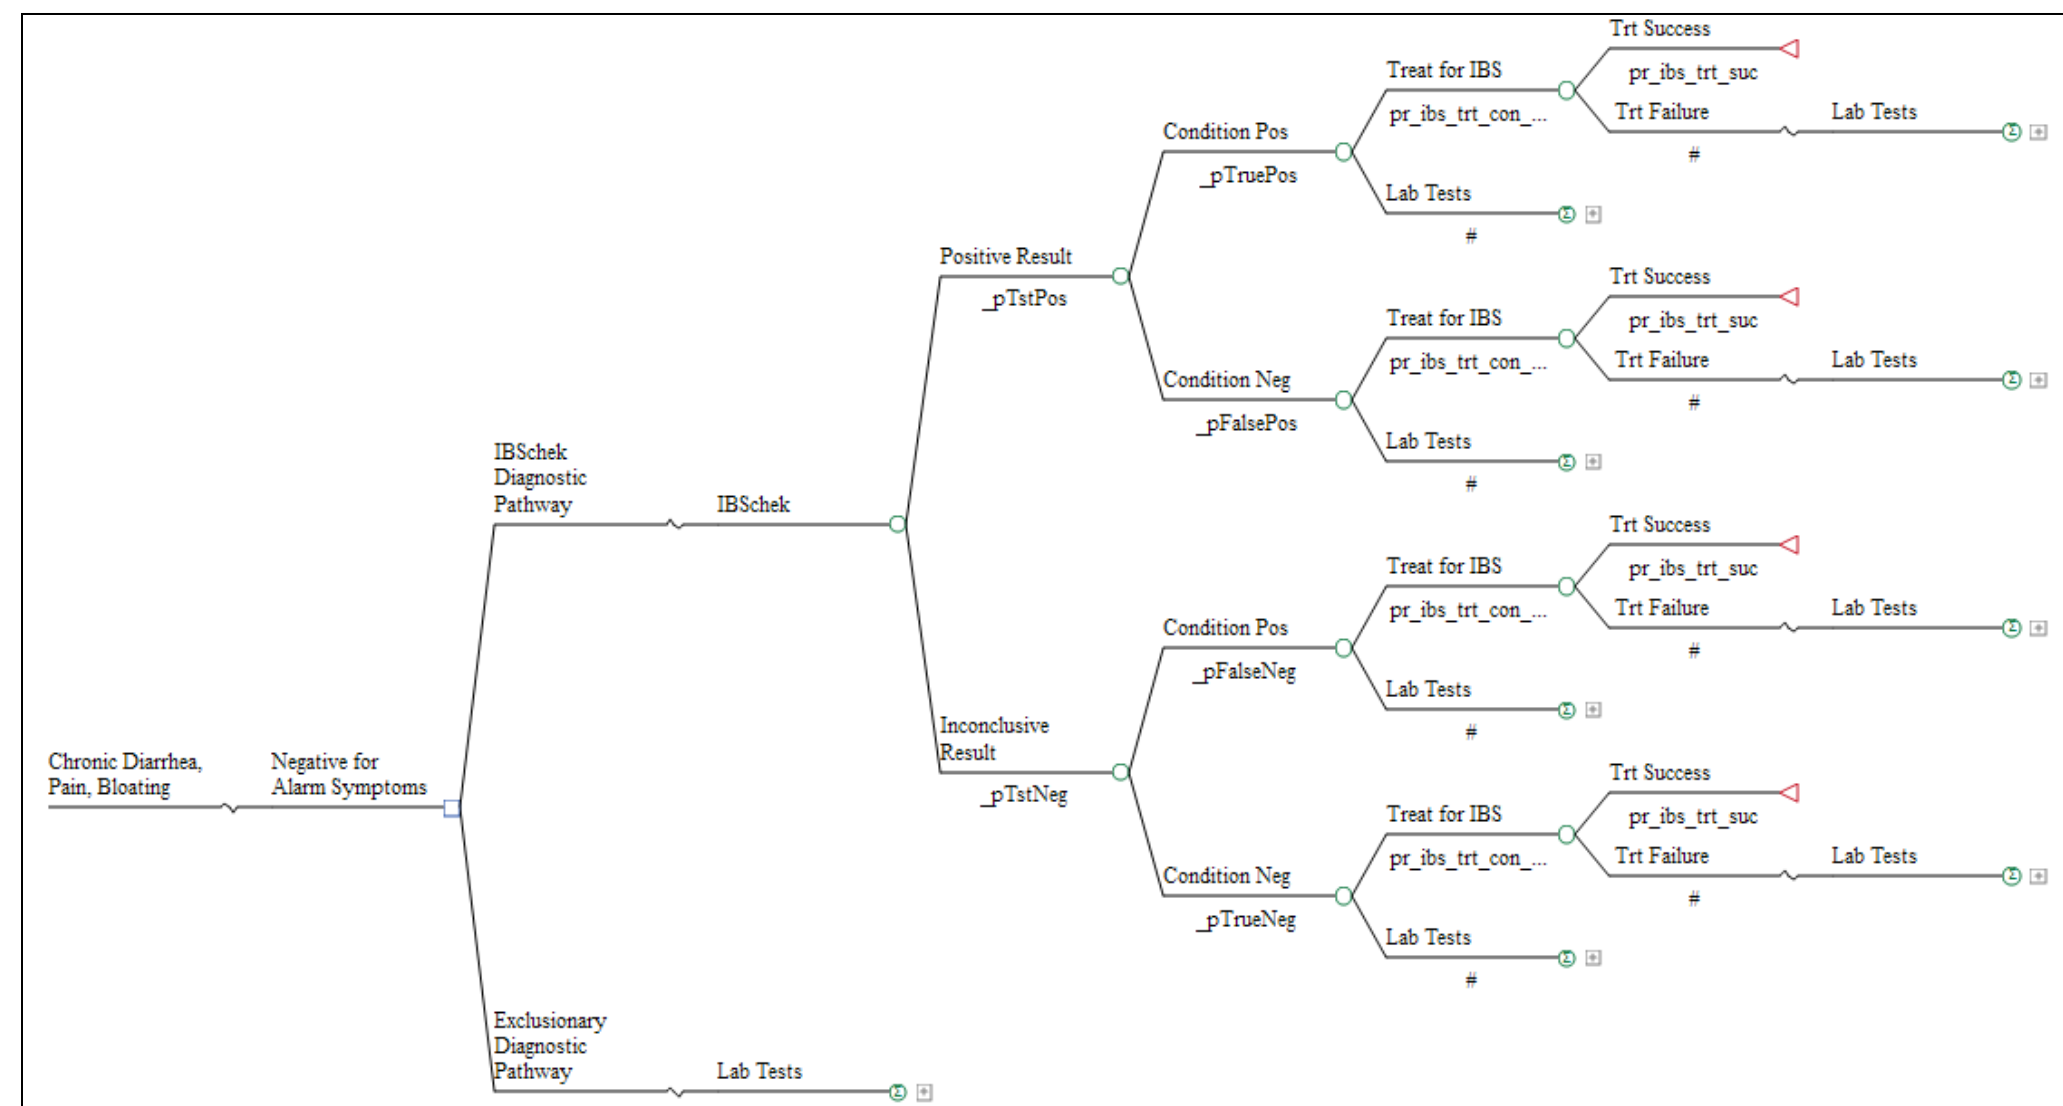 Trt Success
pr_ibs_trt_suc
Treat for IBS
pr_ibs_trt_con_...
Trt Failure
#
Lab Tests
Condition Pos
_pTruePos
Lab Tests
#
Positive Result
_pTstPos
Trt Success
pr_ibs_trt_suc
Treat for IBS
pr_ibs_trt_con_...
Trt Failure
#
Lab Tests
Condition Neg
_pFalsePos
Lab Tests
#
IBSchek
Diagnostic
Pathway
IBSchek
Trt Success
pr_ibs_trt_suc
Treat for IBS
pr_ibs_trt_con_...
Trt Failure
#
Lab Tests
Condition Pos
_pFalseNeg
Lab Tests
#
Inconclusive
Result
_pTstNeg
Chronic Diarrhea,
Pain, Bloating
Negative for
Alarm Symptoms
Trt Success
pr_ibs_trt_suc
Treat for IBS
pr_ibs_trt_con_...
Trt Failure
#
Lab Tests
Condition Neg
_pTrueNeg
Lab Tests
#
Exclusionary
Diagnostic
Pathway
Lab Tests